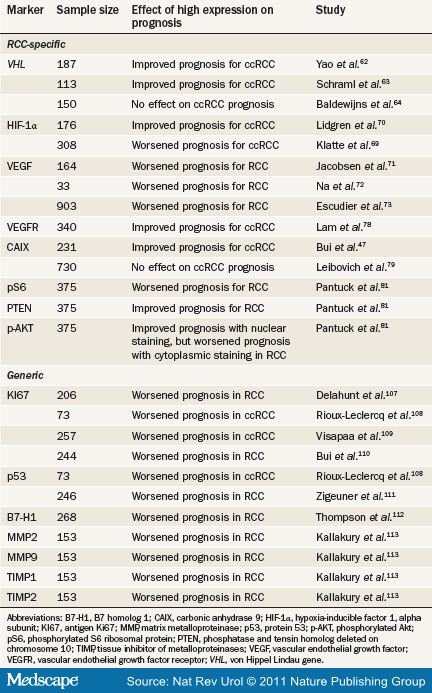 Marker Sample size Effect of high expression on prognosis Study
RCC-specific
VHL 187 Improved prognosis for ccRCC Yao et al.62
113 Improved prognosis for ccRCC Schraml et al.63
150 No effect on ccRCC prognosis Baldewijns et al.64
HIF-1α 176 Improved prognosis for ccRCC Lidgren et al.70
308 Worsened prognosis for ccRCC Klatte et al.69
VEGF 164 Worsened prognosis for RCC Jacobsen et al.71
33 Worsened prognosis for RCC Na et al.72
903 Worsened prognosis for RCC Escudier et al.73
VEGFR 340 Improved prognosis for ccRCC Lam et al.78
CAIX 231 Improved prognosis for ccRCC Bui et al.47
730 No effect on ccRCC prognosis Leibovich et al.79
pS6 375 Worsened prognosis for RCC Pantuck et al.81
PTEN 375 Improved prognosis for RCC Pantuck et al.81
p-AKT 375 Improved prognosis with nuclear Pantuck et al.81
staining, but worsened prognosis
with cytoplasmic staining in RCC
Generic
KI67 206 Worsened prognosis in RCC Delahunt et al.107
73 Worsened prognosis in ccRCC Rioux-Leclercq et al.108
257 Worsened prognosis in ccRCC Visapaa et al.109
244 Worsened prognosis in RCC Bui et al.110
p53 73 Worsened prognosis in ccRCC Rioux-Leclercq et al.108
246 Worsened prognosis in RCC Zigeuner et al.111
B7-H1 268 Worsened prognosis in RCC Thompson et al.112
MMP2 153 Worsened prognosis in RCC Kallakury et al.113
MMP9 153 Worsened prognosis in RCC Kallakury et al.113
TIMP1 153 Worsened prognosis in RCC Kallakury et al.113
TIMP2 153 Worsened prognosis in RCC Kallakury et al.113
Abbreviations: B7-H1, B7 homolog 1; CAIX, carbonic anhydrase 9; HIF-1α, hypoxia-inducible factor 1, alpha
subunit; KI67, antigen Ki67; MMP, matrix metalloproteinase; p53, protein 53; p-AKT, phosphorylated Akt;
pS6, phosphorylated S6 ribosomal protein; PTEN, phosphatase and tensin homolog deleted on
chromosome 10; TIMP, tissue inhibitor of metalloproteinases; VEGF, vascular endothelial growth factor;
VEGFR, vascular endothelial growth factor receptor; VHL, von Hippel Lindau gene.
Medscape Source: Nat Rev Urol © 2011 Nature Publishing Group